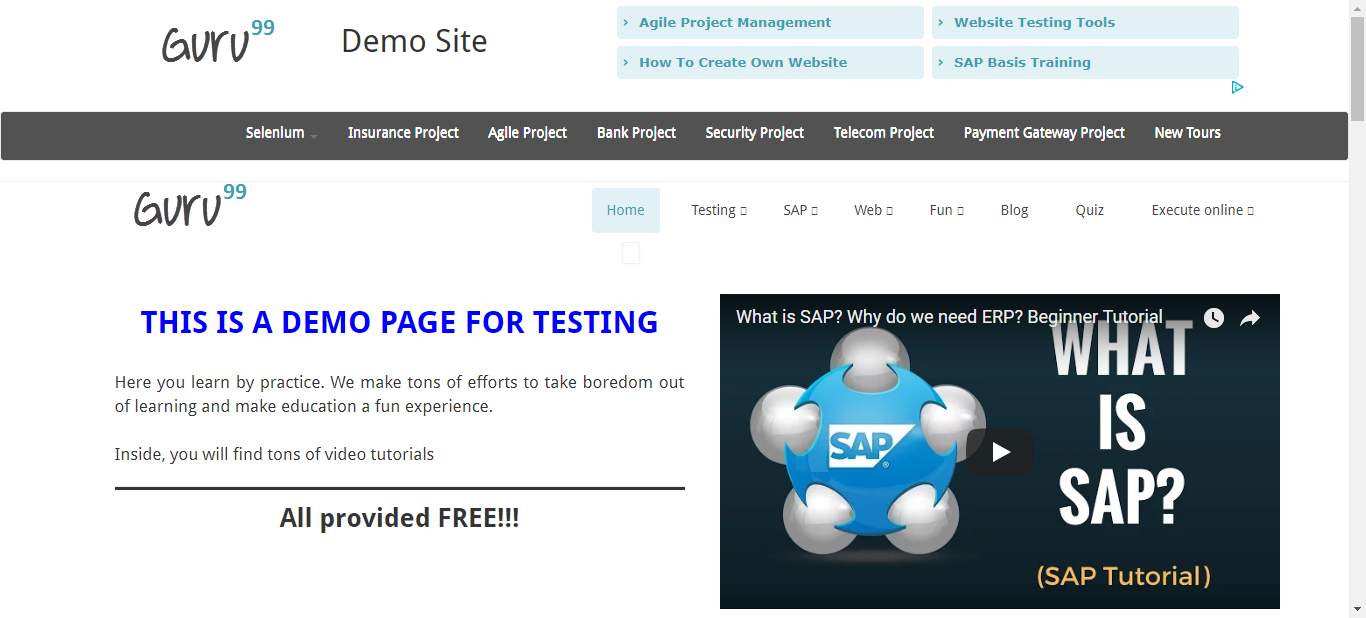 Guru99
Demo Site
› Agile Project Management
› Website Testing Tools
› How To Create Own Website
› SAP Basis Training
Selenium
Insurance Project
Agile Project
Bank Project
Security Project
Telecom Project
Payment Gateway Project
New Tours
Guru99
Home
Testing
SAP
Web
Fun
Blog
Quiz
Execute online
THIS IS A DEMO PAGE FOR TESTING
Here you learn by practice. We make tons of efforts to take boredom out
of learning and make education a fun experience.
Inside, you will find tons of video tutorials
All provided FREE!!!
What is SAP? Why do we need ERP? Beginner Tutorial
SAP®
WHAT
IS
SAP?
(SAP Tutorial)